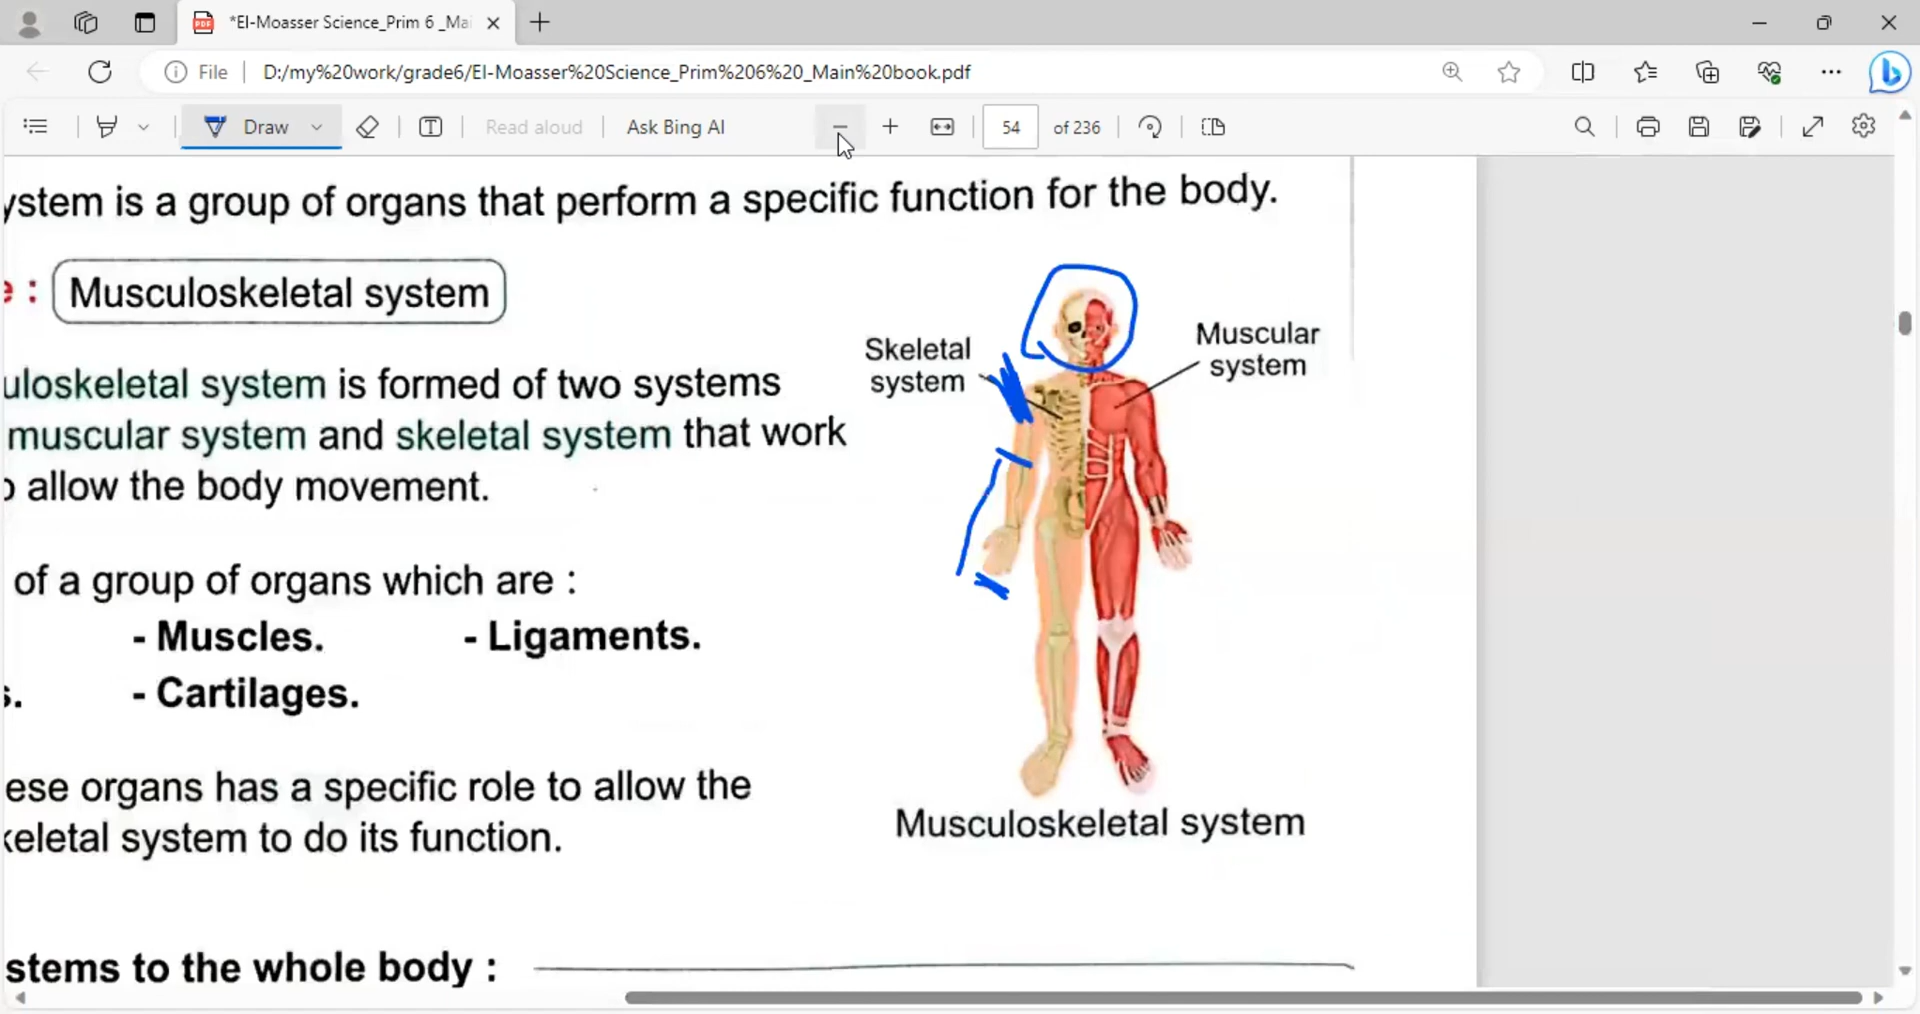 *El-Moasser Science_Prim 6 _Mai
File
D:/my%20work/grade6/El-Moasser%20Science_Prim%206%20_Main%20book.pdf
Draw
Read aloud
Ask Bing AI
54
of 236
ystem is a group of organs that perform a specific function for the body.
e : Musculoskeletal system
Skeletal
system
Muscular
system
uloskeletal system is formed of two systems
muscular system and skeletal system that work
o allow the body movement.
of a group of organs which are :
- Muscles. - Ligaments.
s. - Cartilages.
ese organs has a specific role to allow the
keletal system to do its function.
Musculoskeletal system
stems to the whole body :